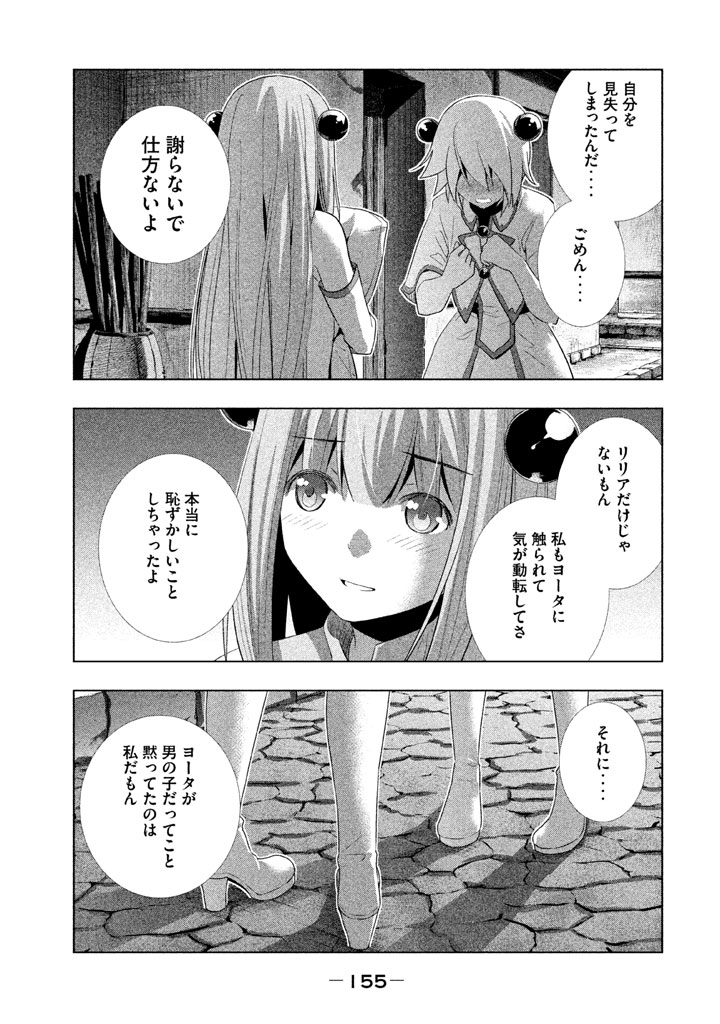 自分を
見失って
しまったんだ‥‥
ごめん‥‥
謝らないで
仕方ないよ
リリアだけじゃ
ないもん
私もヨータに
触られて
気が動転してさ
本当に
恥ずかしいこと
しちゃったよ
それに‥‥
ヨータが
男の子だってこと
黙ってたのは
私だもん
—155—